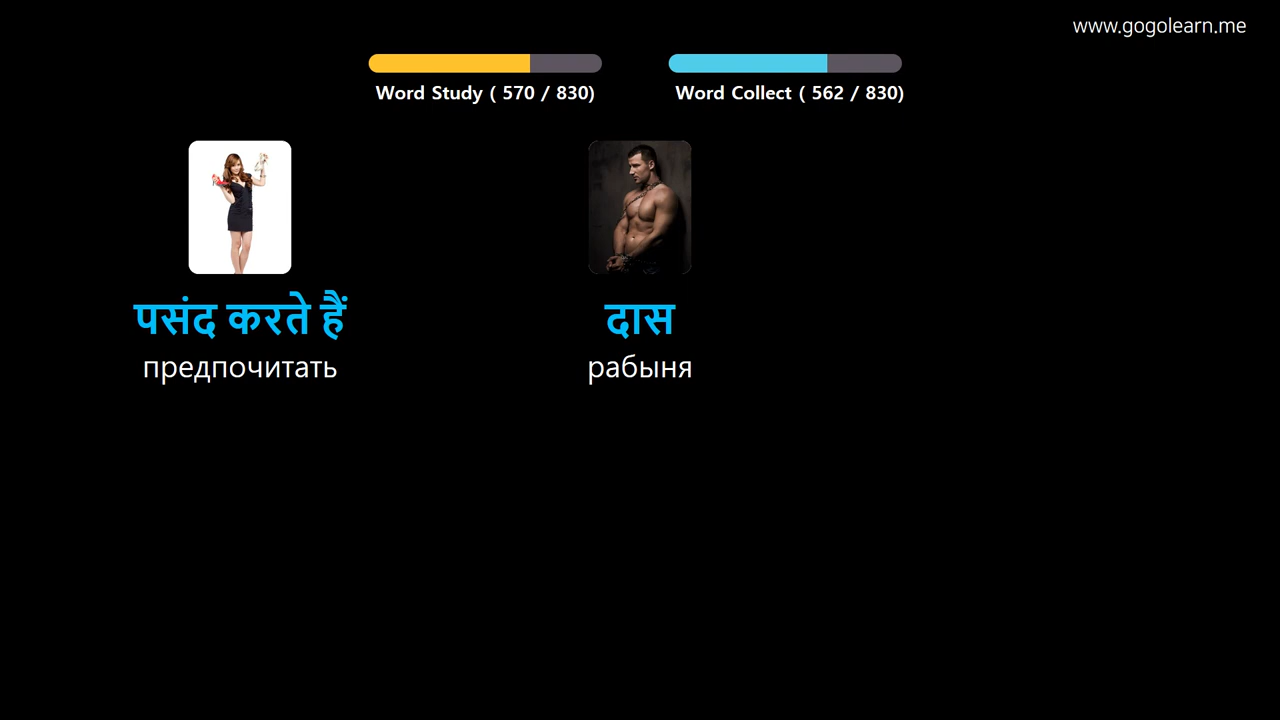 www.gogolearn.me
Word Study ( 570 / 830)
Word Collect ( 562 / 830)
पसंद करते हैं
предпочитать
दास
рабыня